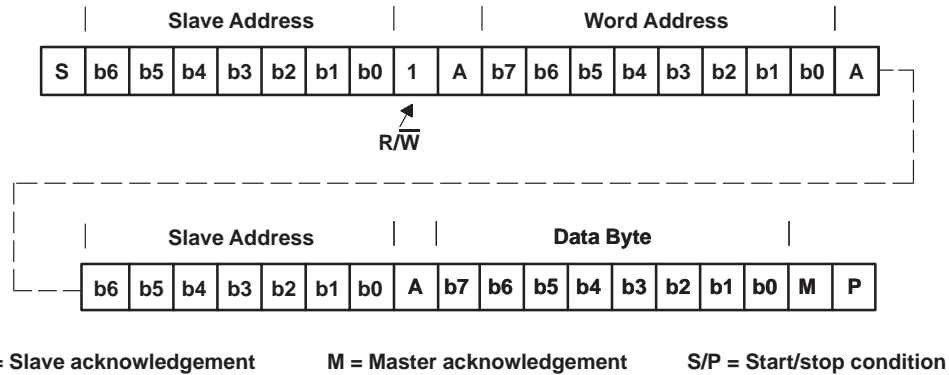 Slave Address Word Address
S b6 b5 b4 b3 b2 b1 b0 1 A b7 b6 b5 b4 b3 b2 b1 b0 A
R/W̅
Slave Address Data Byte
b6 b5 b4 b3 b2 b1 b0 A b7 b6 b5 b4 b3 b2 b1 b0 M P
= Slave acknowledgement M = Master acknowledgement S/P = Start/stop condition